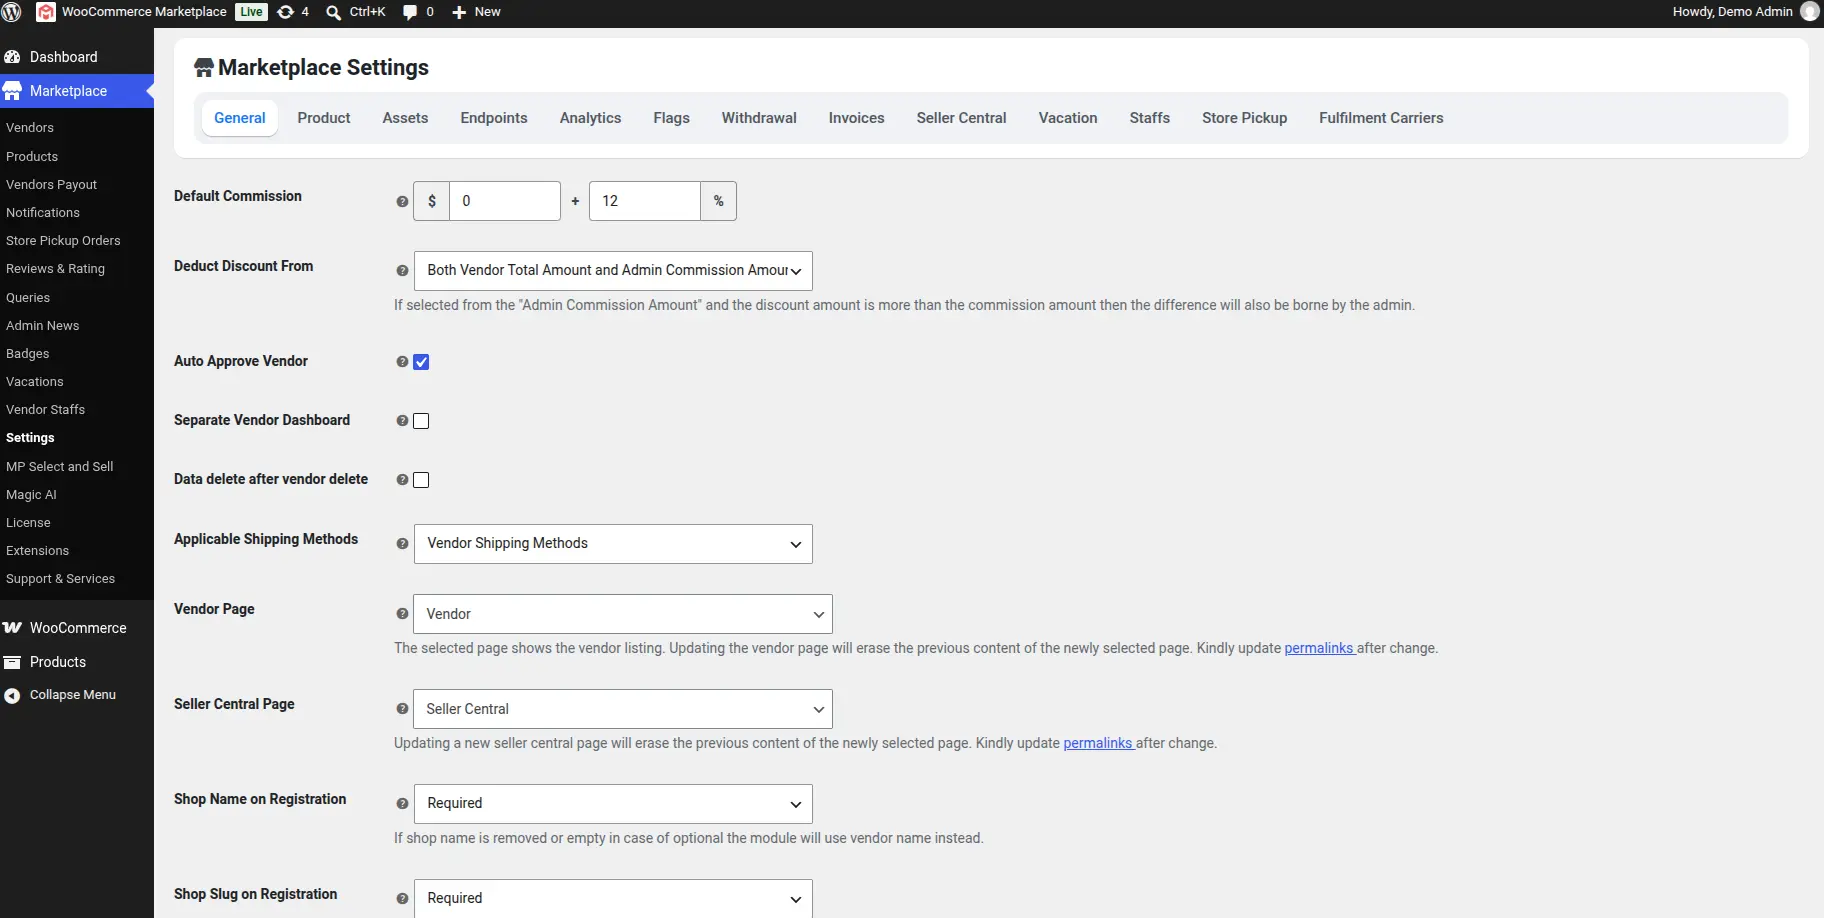 WooCommerce Marketplace Live 4 Ctrl+K 0 New Howdy, Demo Admin
Dashboard
Marketplace
Vendors
Products
Vendors Payout
Notifications
Store Pickup Orders
Reviews & Rating
Queries
Admin News
Badges
Vacations
Vendor Staffs
Settings
MP Select and Sell
Magic AI
License
Extensions
Support & Services
WooCommerce
Products
Collapse Menu
Marketplace Settings
General Product Assets Endpoints Analytics Flags Withdrawal Invoices Seller Central Vacation Staffs Store Pickup Fulfilment Carriers
Default Commission ? $ 0 + 12 %
Deduct Discount From ? Both Vendor Total Amount and Admin Commission Amour
If selected from the "Admin Commission Amount" and the discount amount is more than the commission amount then the difference will also be borne by the admin.
Auto Approve Vendor ?
Separate Vendor Dashboard ?
Data delete after vendor delete ?
Applicable Shipping Methods ? Vendor Shipping Methods
Vendor Page ? Vendor
The selected page shows the vendor listing. Updating the vendor page will erase the previous content of the newly selected page. Kindly update permalinks after change.
Seller Central Page ? Seller Central
Updating a new seller central page will erase the previous content of the newly selected page. Kindly update permalinks after change.
Shop Name on Registration ? Required
If shop name is removed or empty in case of optional the module will use vendor name instead.
Shop Slug on Registration ? Required